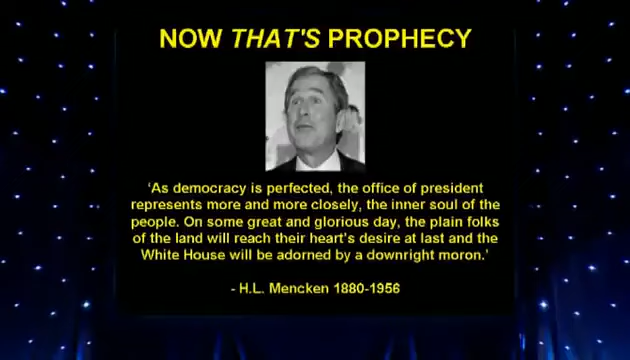 NOW THAT'S PROPHECY
‘As democracy is perfected, the office of president
represents more and more closely, the inner soul of the
people. On some great and glorious day, the plain folks
of the land will reach their heart's desire at last and the
White House will be adorned by a downright moron.’
- H.L. Mencken 1880-1956